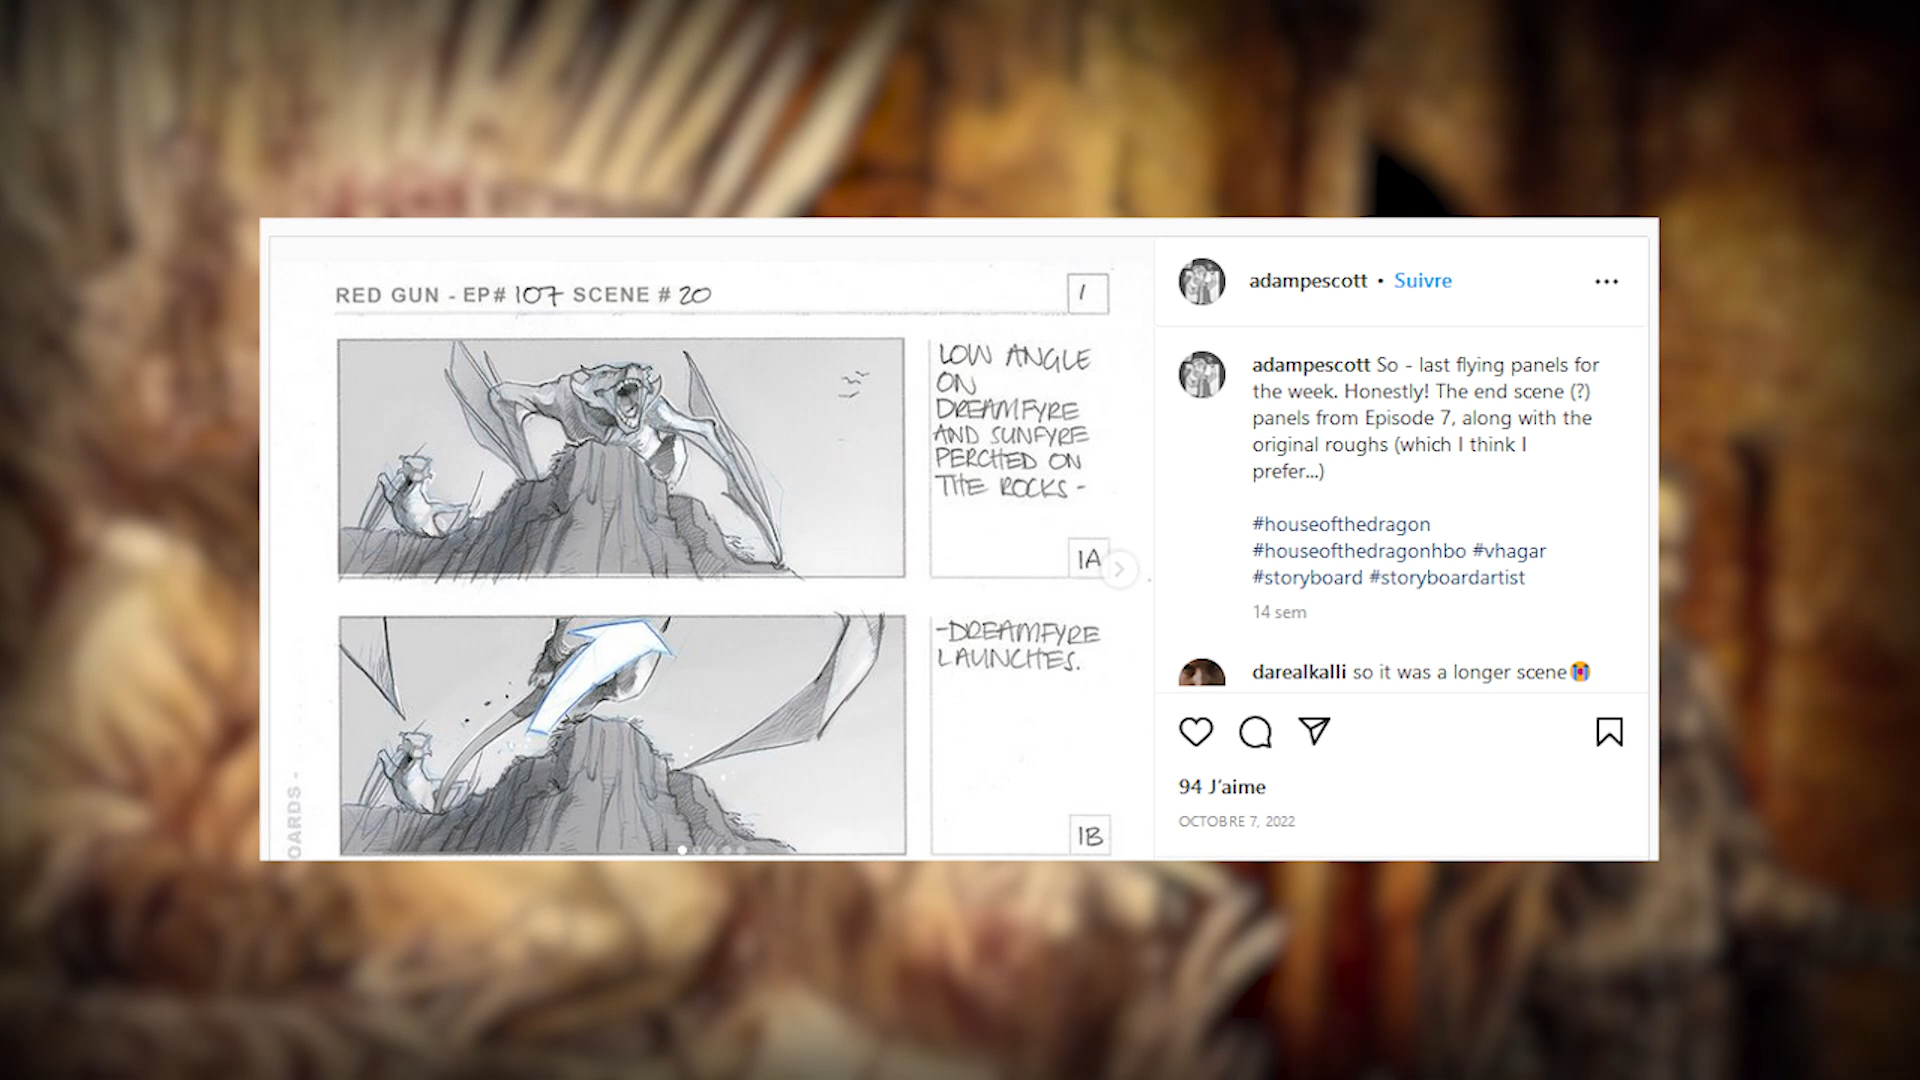 RED GUN - EP# 107 SCENE # 20
1
LOW ANGLE
ON
DREAMFYRE
AND SUNFYRE
PERCHED ON
THE ROCKS -
1A
-DREAMFYRE
LAUNCHES.
1B
OARDS -
adampescott • Suivre
adampescott So - last flying panels for
the week. Honestly! The end scene (?)
panels from Episode 7, along with the
original roughs (which I think I
prefer...)
#houseofthedragon
#houseofthedragonhbo #vhagar
#storyboard #storyboardartist
14 sem
darealkalli so it was a longer scene😭
94 J’aime
OCTOBRE 7, 2022